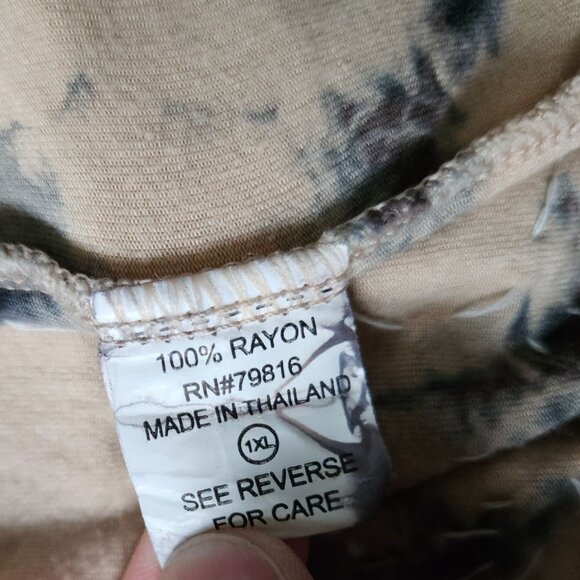 100% RAYON
RN#79816
MADE IN THAILAND
1XL
SEE REVERSE
FOR CARE